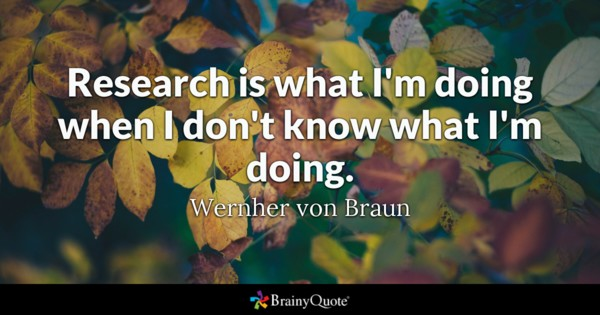 Research is what I'm doing
when I don't know what I'm
doing.
Wernher von Braun
BrainyQuote